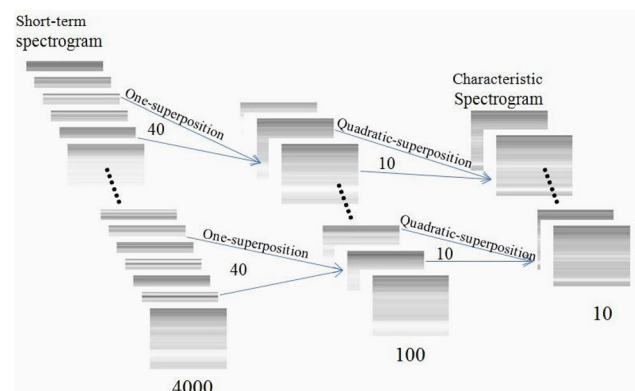 Short-term
spectrogram
One-superposition
40
Quadratic-superposition
10
Characteristic
Spectrogram
One-superposition
40
Quadratic-superposition
10
10
100
4000